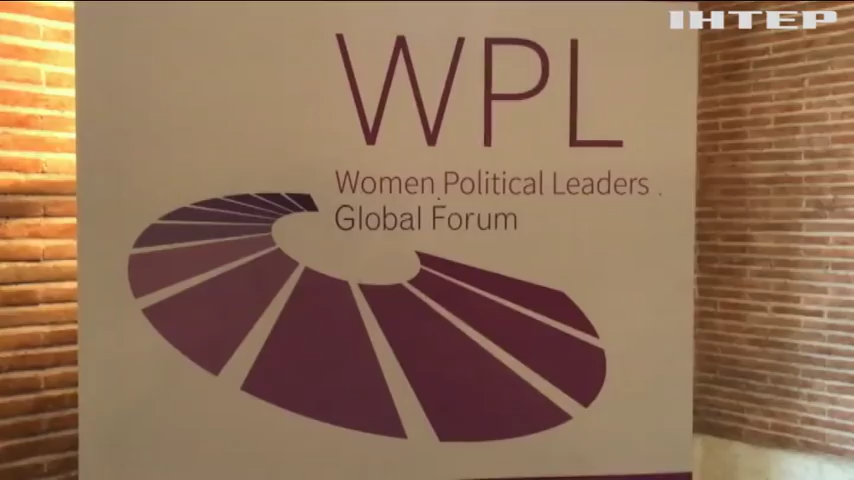 ІНТЕР
WPL
Women Political Leaders
Global Forum